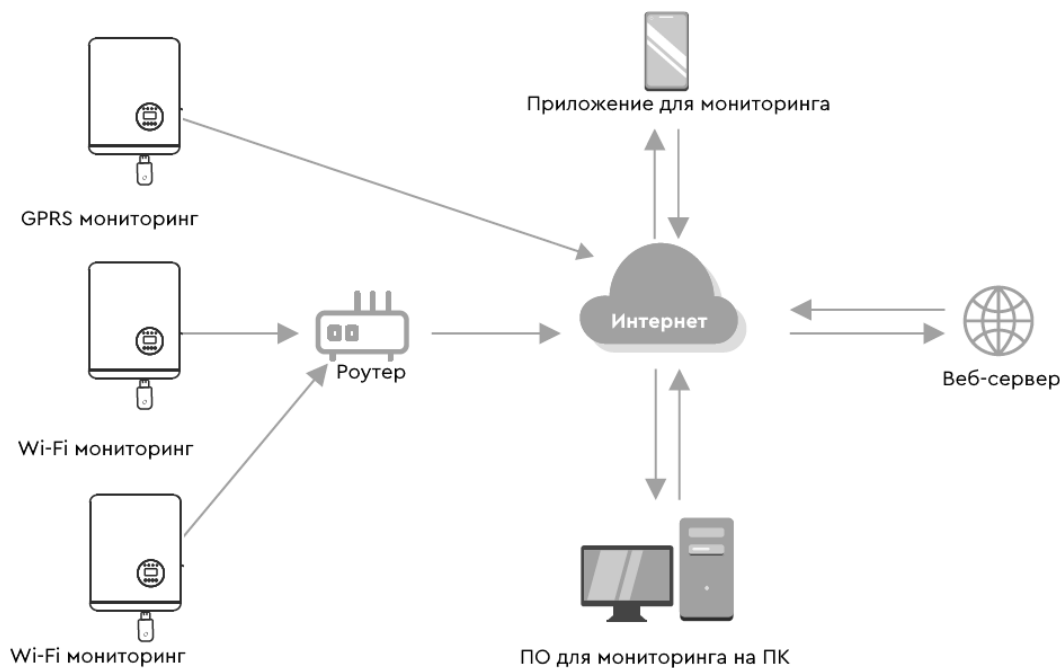 Приложение для мониторинга
GPRS мониторинг
Интернет
Роутер
Веб-сервер
Wi-Fi мониторинг
Wi-Fi мониторинг
ПО для мониторинга на ПК